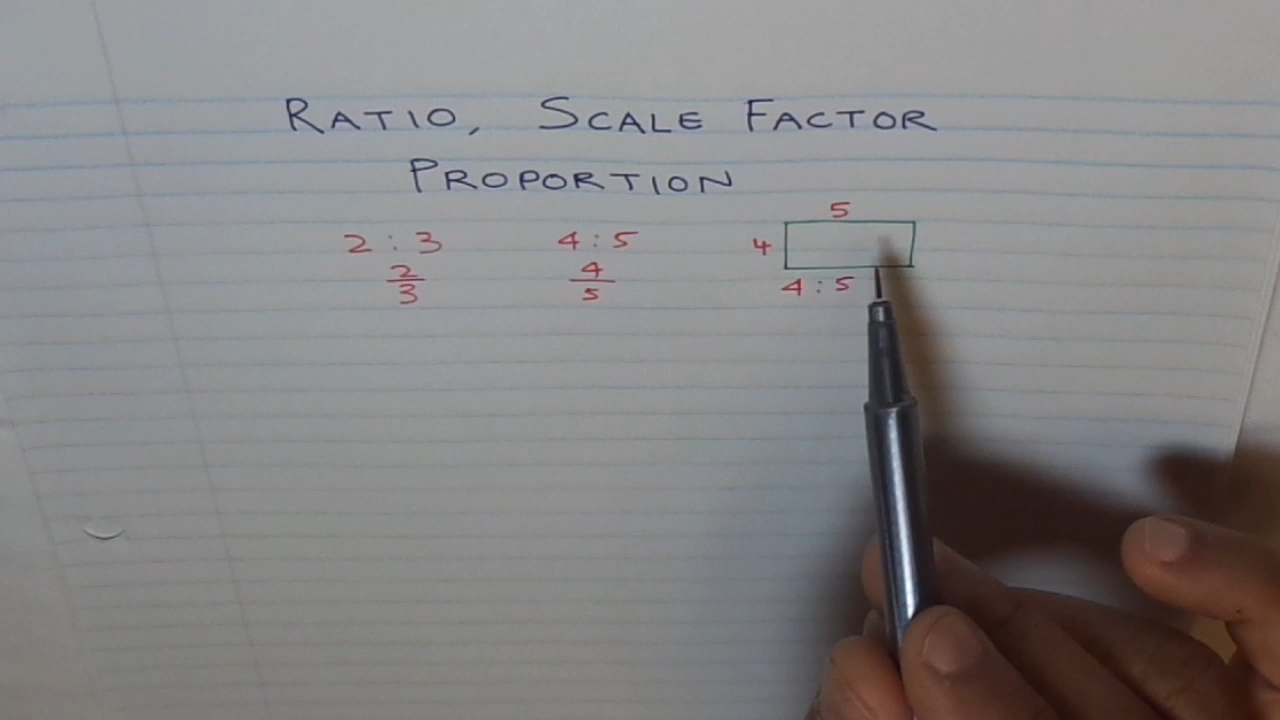 RATIO, SCALE FACTOR
PROPORTION
5
2 : 3 4 : 5 4
2/3 4/5 4 : 5